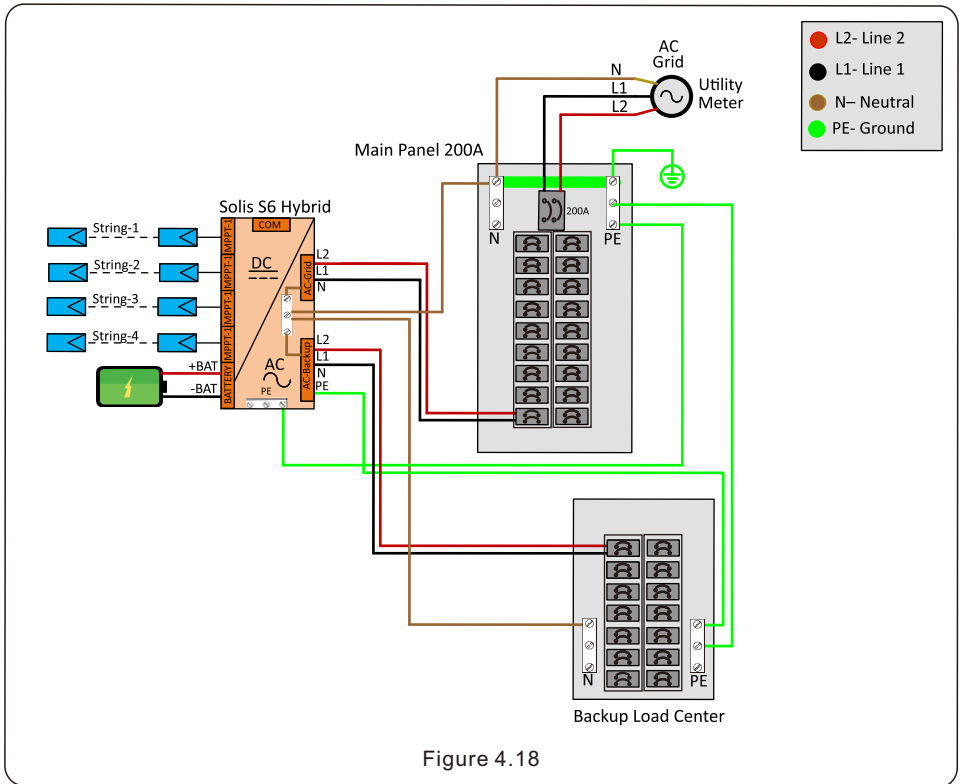 L2- Line 2
L1- Line 1
N– Neutral
PE- Ground
AC
Grid
N
L1
L2
Utility
Meter
Main Panel 200A
200A
N
PE
Solis S6 Hybrid
COM
String-1
String-2
String-3
String-4
MPPT-1
MPPT-1
MPPT-1
MPPT-1
BATTERY
+BAT
-BAT
DC
AC
PE
AC-Grid
L2
L1
N
AC-Backup
L2
L1
N
PE
N
PE
Backup Load Center
Figure 4.18